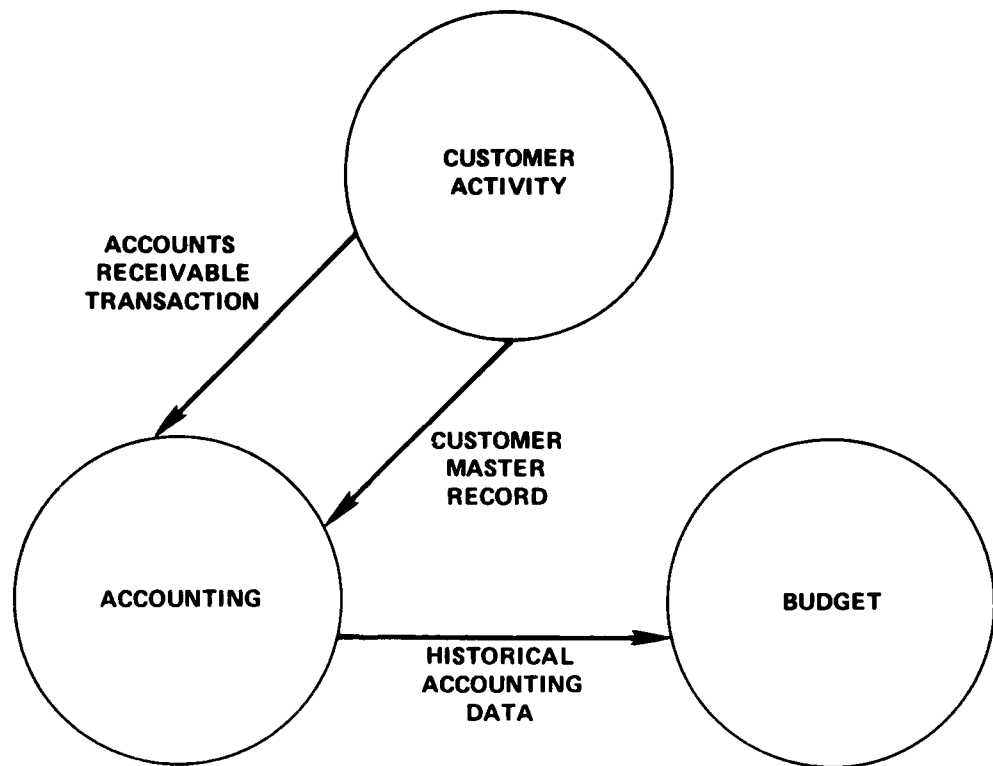 CUSTOMER
ACTIVITY
ACCOUNTS
RECEIVABLE
TRANSACTION
CUSTOMER
MASTER
RECORD
ACCOUNTING
BUDGET
HISTORICAL
ACCOUNTING
DATA